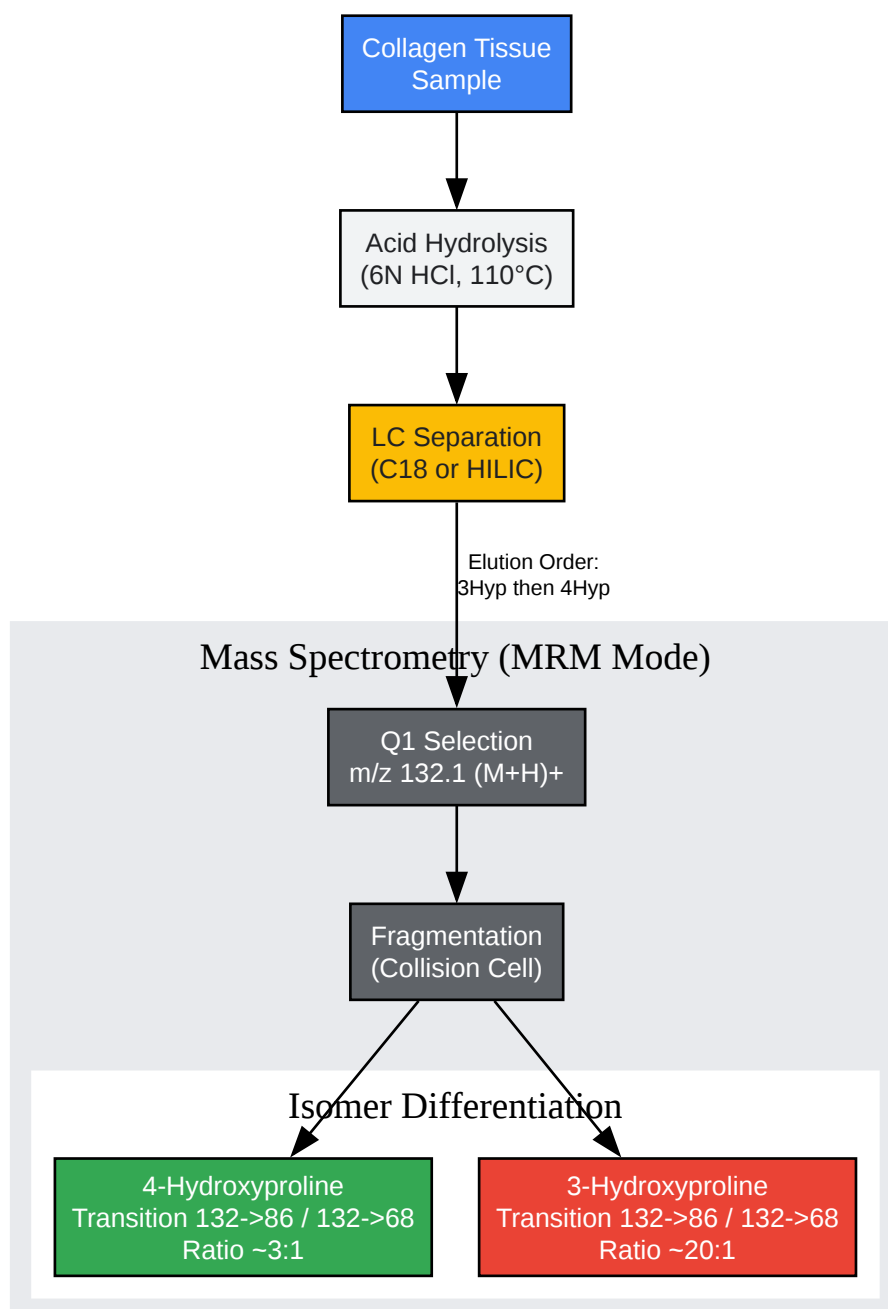 Collagen Tissue
Sample
Acid Hydrolysis
(6N HCl, 110°C)
LC Separation
(C18 or HILIC)
Elution Order:
3Hyp then 4Hyp
Mass Spectrometry (MRM Mode)
Q1 Selection
m/z 132.1 (M+H)+
Fragmentation
(Collision Cell)
Isomer Differentiation
4-Hydroxyproline
Transition 132->86 / 132->68
Ratio ~3:1
3-Hydroxyproline
Transition 132->86 / 132->68
Ratio ~20:1